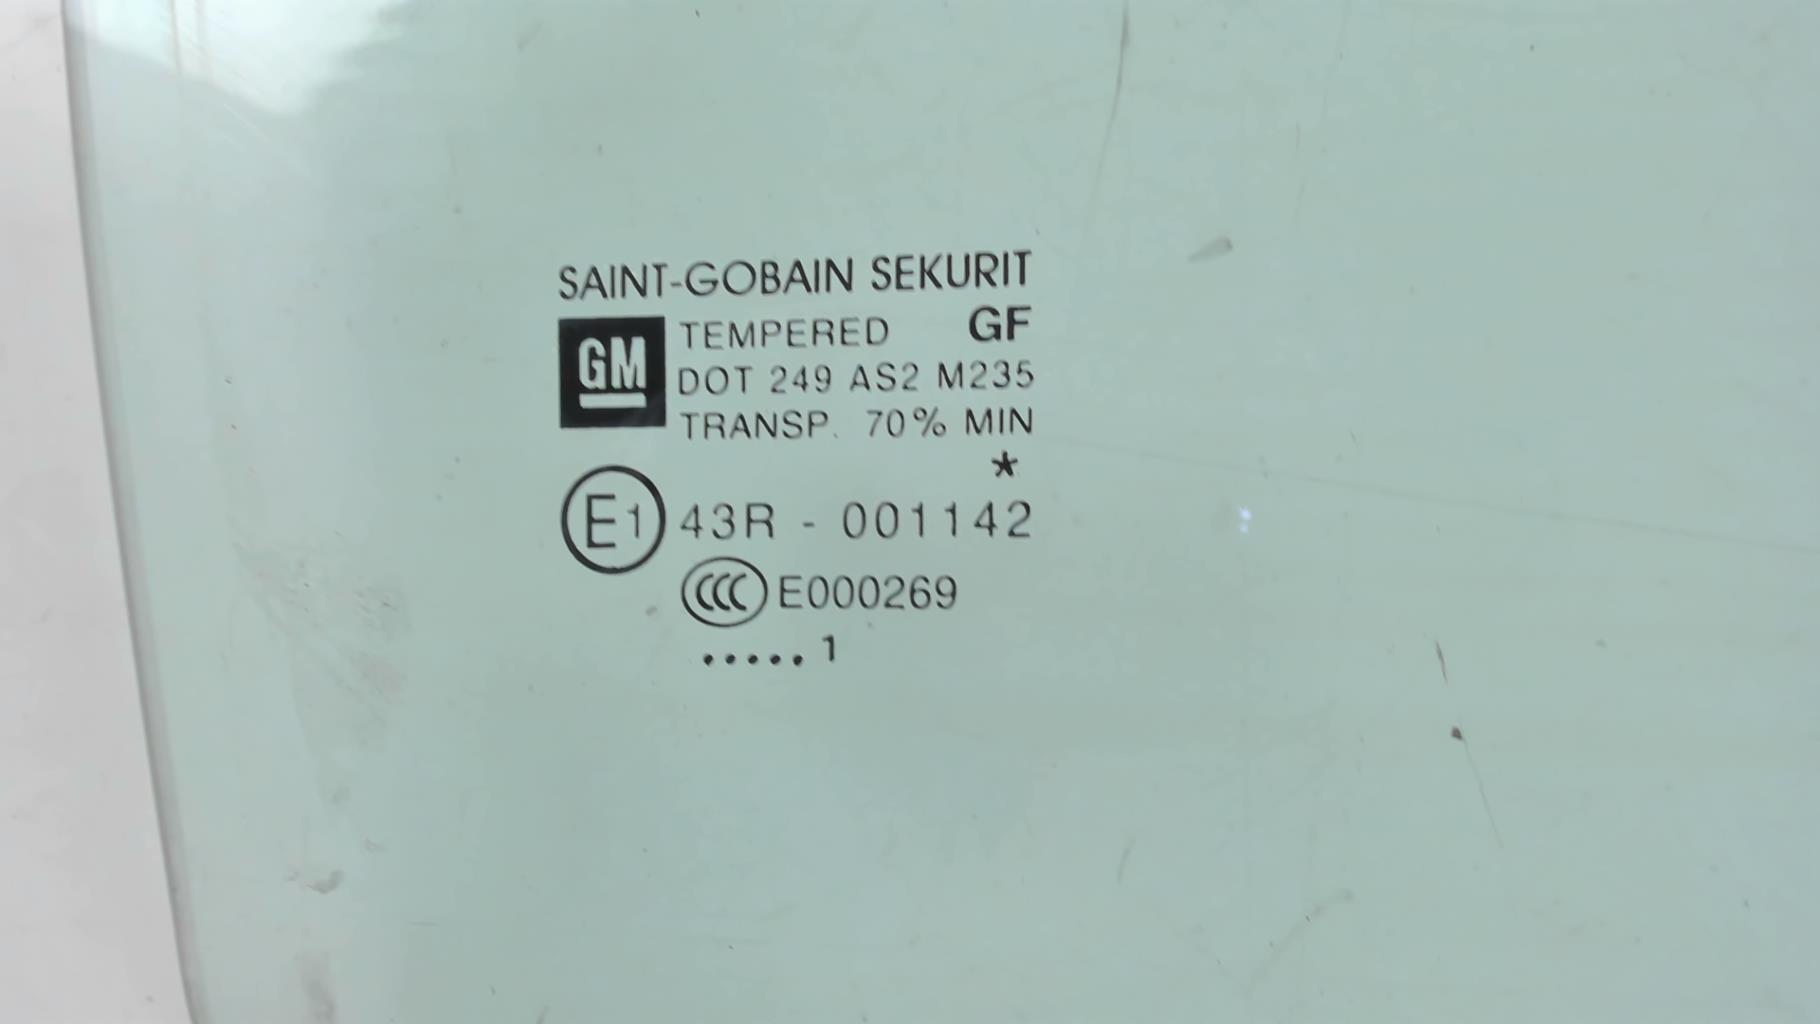 SAINT-GOBAIN SEKURIT
GM TEMPERED GF
DOT 249 AS2 M235
TRANSP. 70% MIN
*
E1 43R - 001142
CCC E000269
.....1